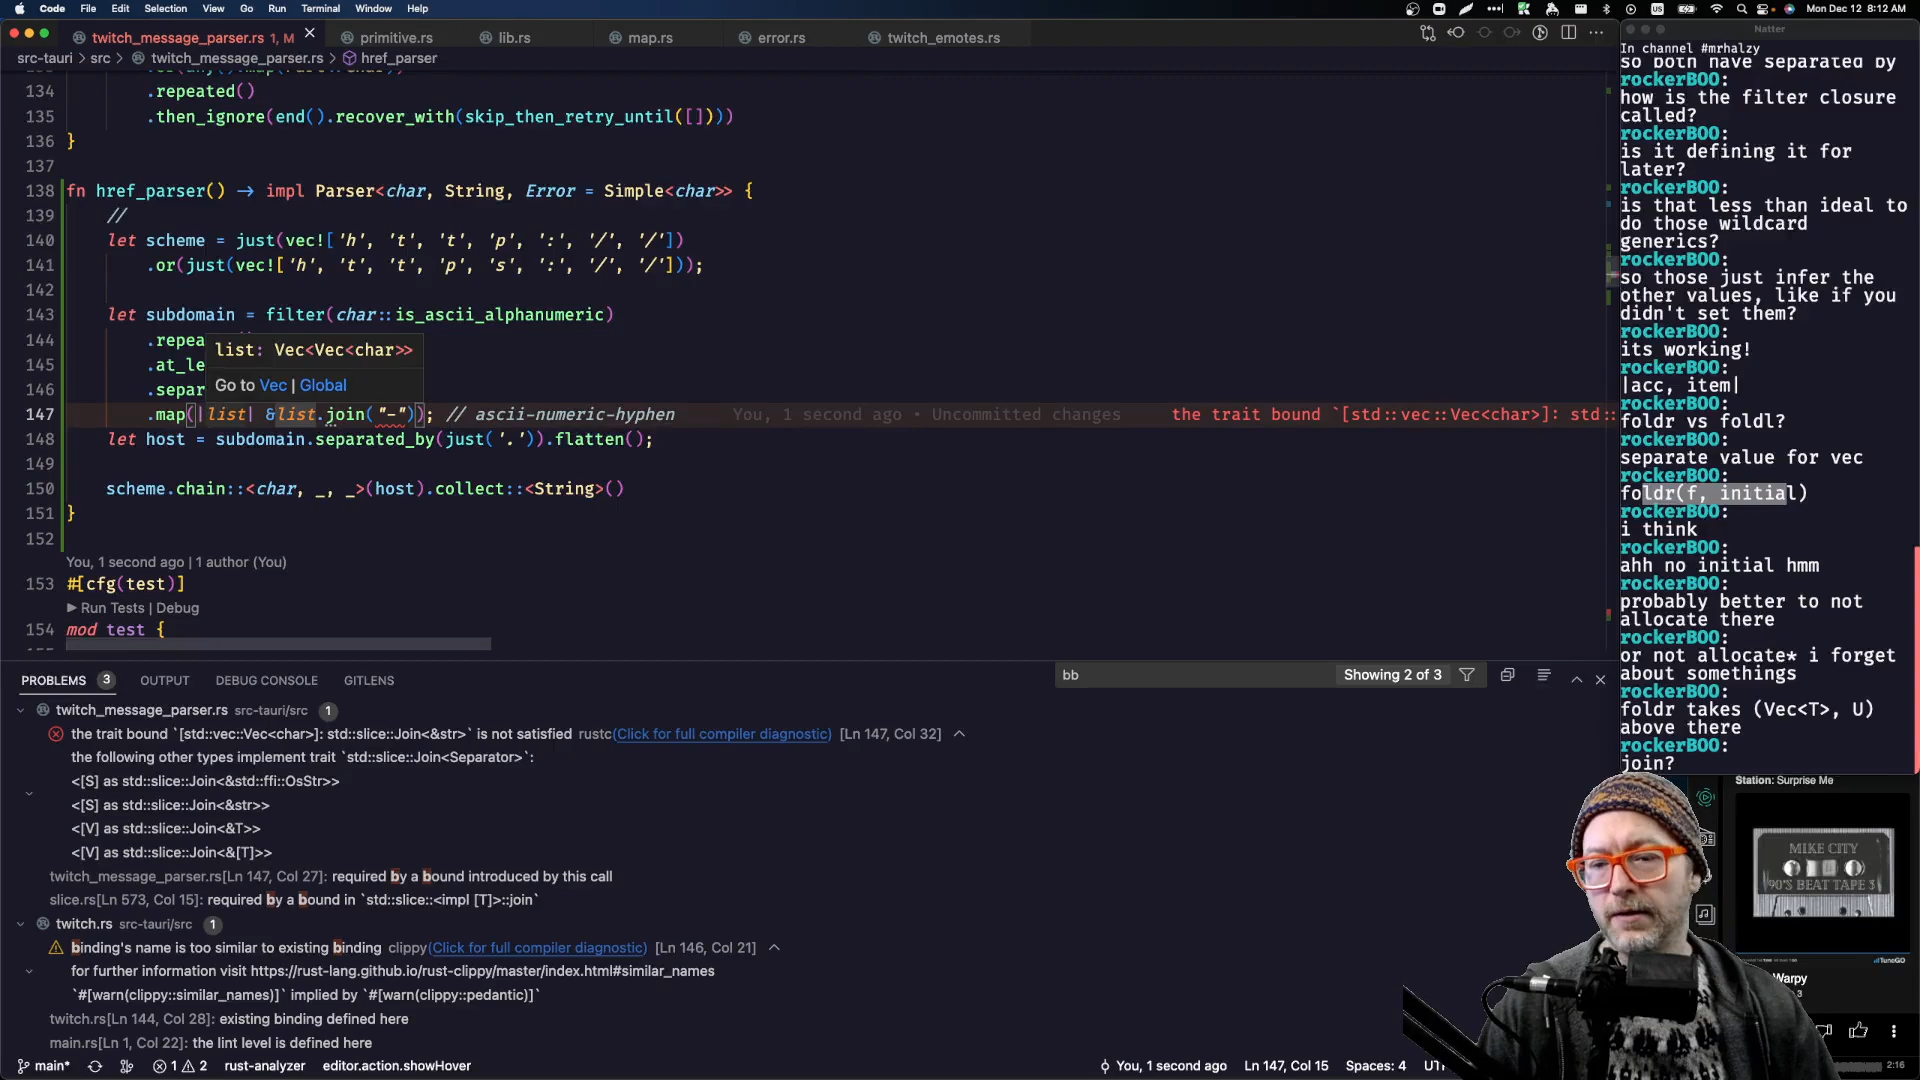 Code File Edit Selection View Go Run Terminal Window Help
Mon Dec 12 8:12 AM
twitch_message_parser.rs 1, M
primitive.rs
lib.rs
map.rs
error.rs
twitch_emotes.rs
src-tauri > src > twitch_message_parser.rs > href_parser
134 .repeated()
135 .then_ignore(end().recover_with(skip_then_retry_until([])))
136 }
137
138 fn href_parser() → impl Parser<char, String, Error = Simple<char>> {
139 //
140 let scheme = just(vec!['h', 't', 't', 'p', ':', '/', '/'])
141 .or(just(vec!['h', 't', 't', 'p', 's', ':', '/', '/']));
142
143 let subdomain = filter(char::is_ascii_alphanumeric)
144 .repea
list: Vec<Vec<char>>
145 .at_le
Go to Vec | Global
146 .separ
147 .map(|list| &list.join("-")); // ascii-numeric-hyphen You, 1 second ago • Uncommitted changes the trait bound `[std::vec::Vec<char>]: std::
148 let host = subdomain.separated_by(just('.')).flatten();
149
150 scheme.chain::<char, _, _>(host).collect::<String>()
151 }
152
You, 1 second ago | 1 author (You)
153 #[cfg(test)]
Run Tests | Debug
154 mod test {
PROBLEMS 3 OUTPUT DEBUG CONSOLE GITLENS
bb
Showing 2 of 3
twitch_message_parser.rs src-tauri/src 1
the trait bound `[std::vec::Vec<char>]: std::slice::Join<&str>` is not satisfied rustc(Click for full compiler diagnostic) [Ln 147, Col 32]
the following other types implement trait `std::slice::Join<Separator>`:
<[S] as std::slice::Join<&std::ffi::OsStr>>
<[S] as std::slice::Join<&str>>
<[V] as std::slice::Join<&T>>
<[V] as std::slice::Join<&[T]>>
twitch_message_parser.rs[Ln 147, Col 27]: required by a bound introduced by this call
slice.rs[Ln 573, Col 15]: required by a bound in `std::slice::<impl [T]>::join`
twitch.rs src-tauri/src 1
binding's name is too similar to existing binding clippy(Click for full compiler diagnostic) [Ln 146, Col 21]
for further information visit https://rust-lang.github.io/rust-clippy/master/index.html#similar_names
`#[warn(clippy::similar_names)]` implied by `#[warn(clippy::pedantic)]`
twitch.rs[Ln 144, Col 28]: existing binding defined here
main.rs[Ln 1, Col 22]: the lint level is defined here
main* 1 2 rust-analyzer editor.action.showHover
You, 1 second ago Ln 147, Col 15 Spaces: 4
Natter
In channel #mrhalzy
so both have separated by
rockerBOO:
how is the filter closure
called?
rockerBOO:
is it defining it for
later?
rockerBOO:
is that less than ideal to
do those wildcard
generics?
rockerBOO:
so those just infer the
other values, like if you
didn't set them?
rockerBOO:
its working!
rockerBOO:
|acc, item|
rockerBOO:
foldr vs foldl?
rockerBOO:
separate value for vec
rockerBOO:
foldr(f, initial)
rockerBOO:
i think
rockerBOO:
ahh no initial hmm
rockerBOO:
probably better to not
allocate there
rockerBOO:
or not allocate* i forget
about somethings
rockerBOO:
foldr takes (Vec<T>, U)
above there
rockerBOO:
join?
Station: Surprise Me
MIKE CITY
90'S BEAT TAPE 3
TuneGO
Warpy
2:16